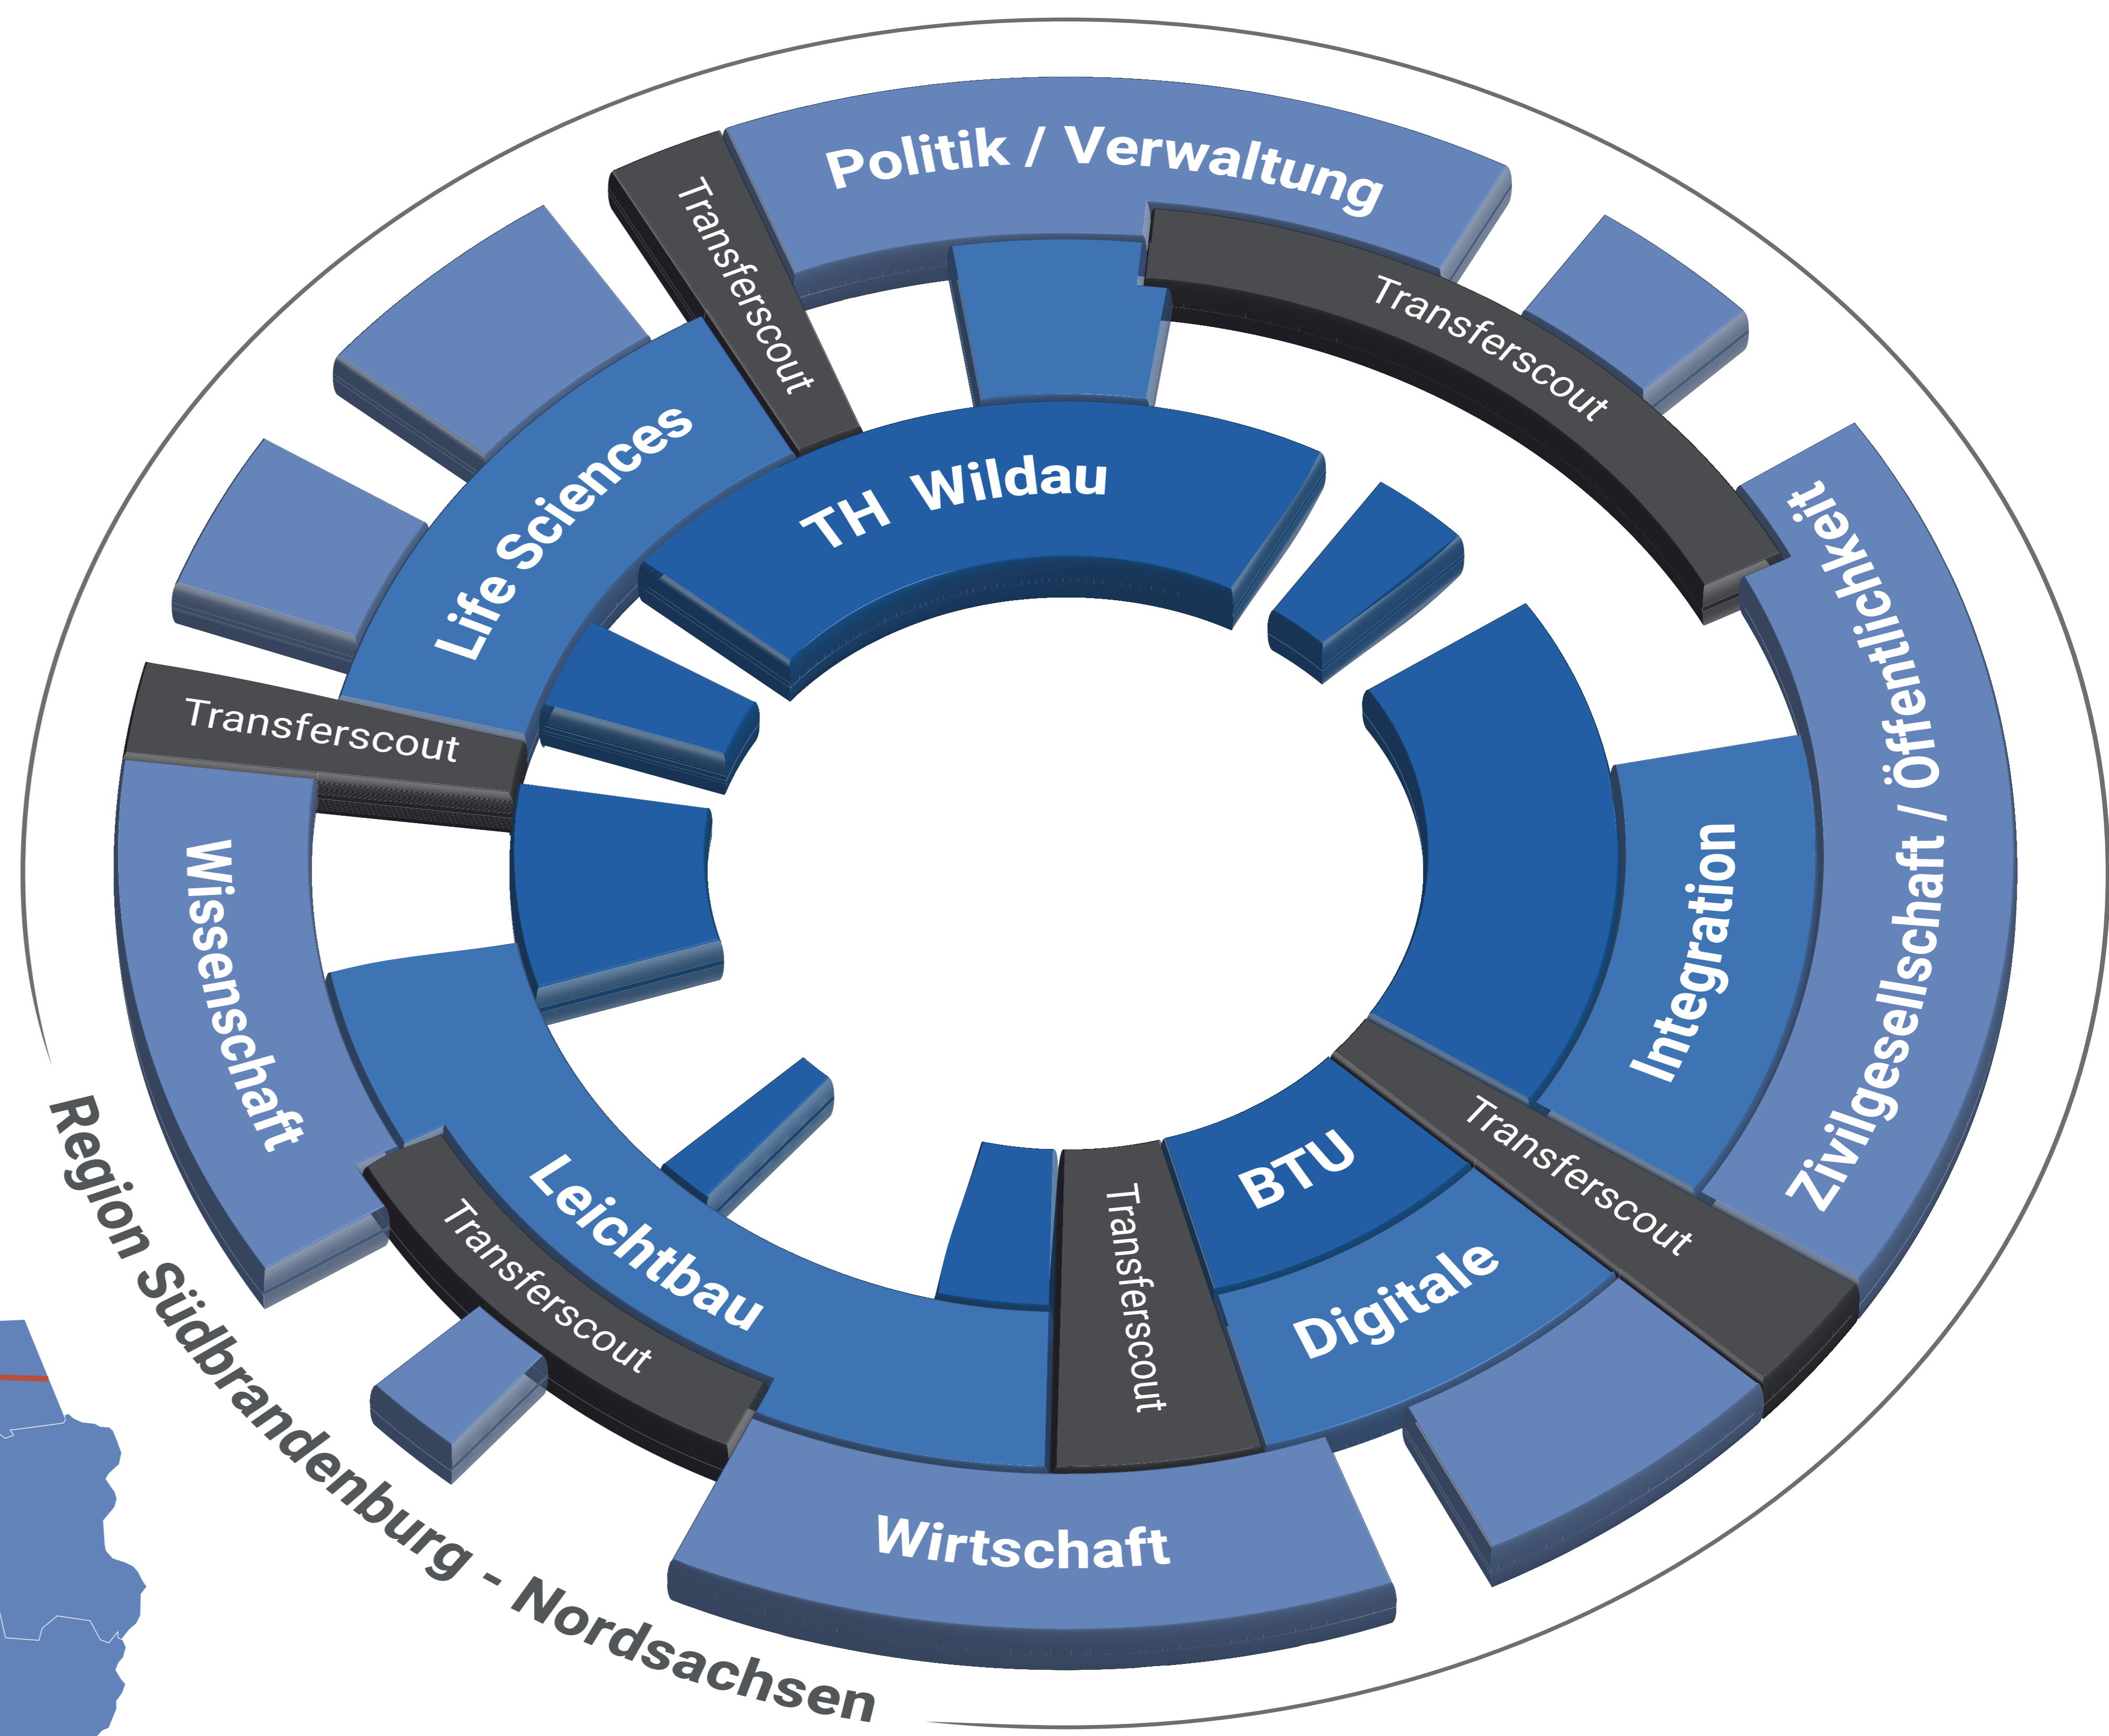 Politik / Verwaltung
Transferscout
Transferscout
Life Sciences
TH Wildau
Transferscout
Wissenschaft
Zivilgesellschaft / Öffentlichkeit
Integration
Transferscout
BTU
Digitale
Transferscout
Leichtbau
Transferscout
Wirtschaft
Region Südbrandenburg - Nordsachsen